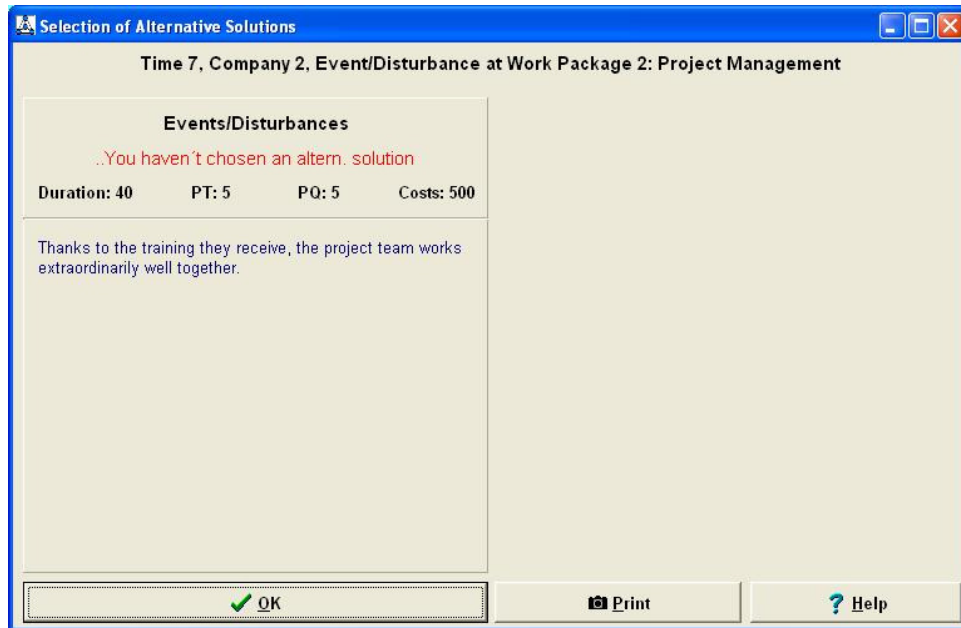 Selection of Alternative Solutions
Time 7, Company 2, Event/Disturbance at Work Package 2: Project Management
Events/Disturbances
..You haven´t chosen an altern. solution
Duration: 40 PT: 5 PQ: 5 Costs: 500
Thanks to the training they receive, the project team works
extraordinarily well together.
OK Print ? Help